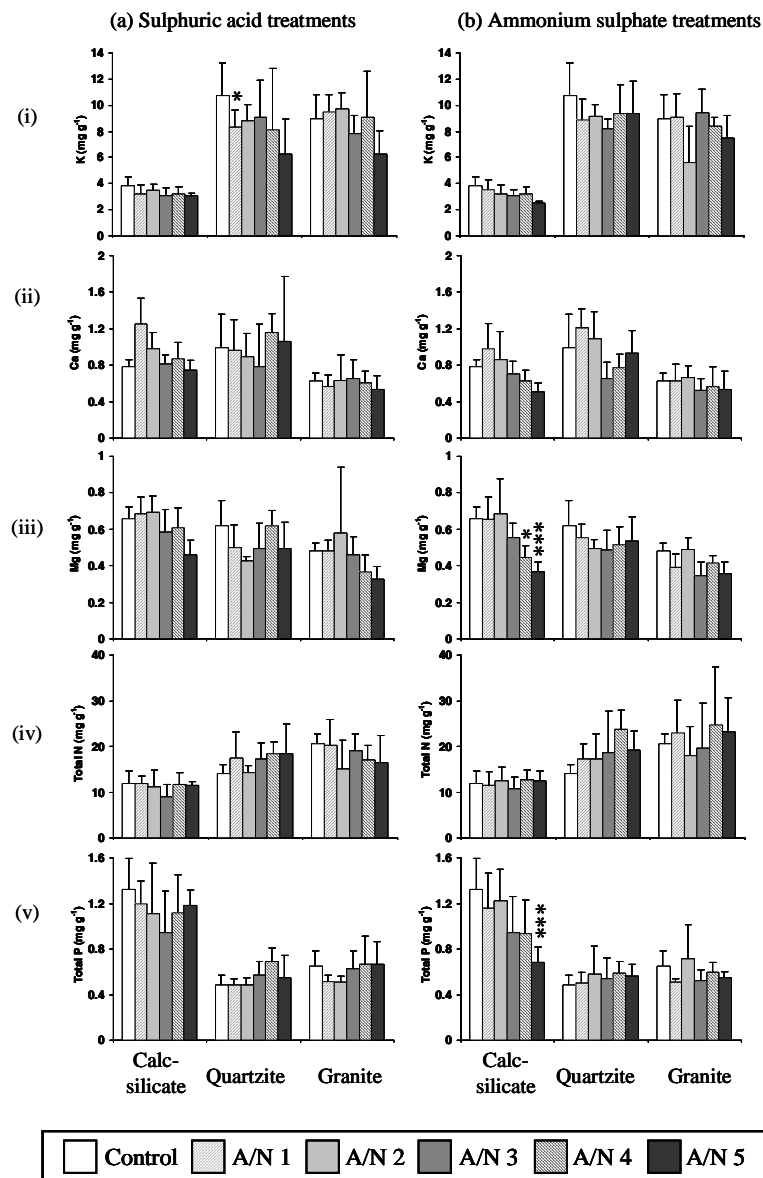 (a) Sulphuric acid treatments
(b) Ammonium sulphate treatments
(i)
K (mg g⁻¹)
14
12
10
8
6
4
2
0
*
K (mg g⁻¹)
14
12
10
8
6
4
2
0
(ii)
Ca (mg g⁻¹)
2
1.6
1.2
0.8
0.4
0
Ca (mg g⁻¹)
2
1.6
1.2
0.8
0.4
0
(iii)
Mg (mg g⁻¹)
1
0.8
0.6
0.4
0.2
0
Mg (mg g⁻¹)
1
0.8
0.6
0.4
0.2
0
*
***
(iv)
Total N (mg g⁻¹)
40
30
20
10
0
Total N (mg g⁻¹)
40
30
20
10
0
(v)
Total P (mg g⁻¹)
1.6
1.2
0.8
0.4
0
Total P (mg g⁻¹)
1.6
1.2
0.8
0.4
0
***
Calc-
silicate
Quartzite
Granite
Calc-
silicate
Quartzite
Granite
Control
A/N 1
A/N 2
A/N 3
A/N 4
A/N 5